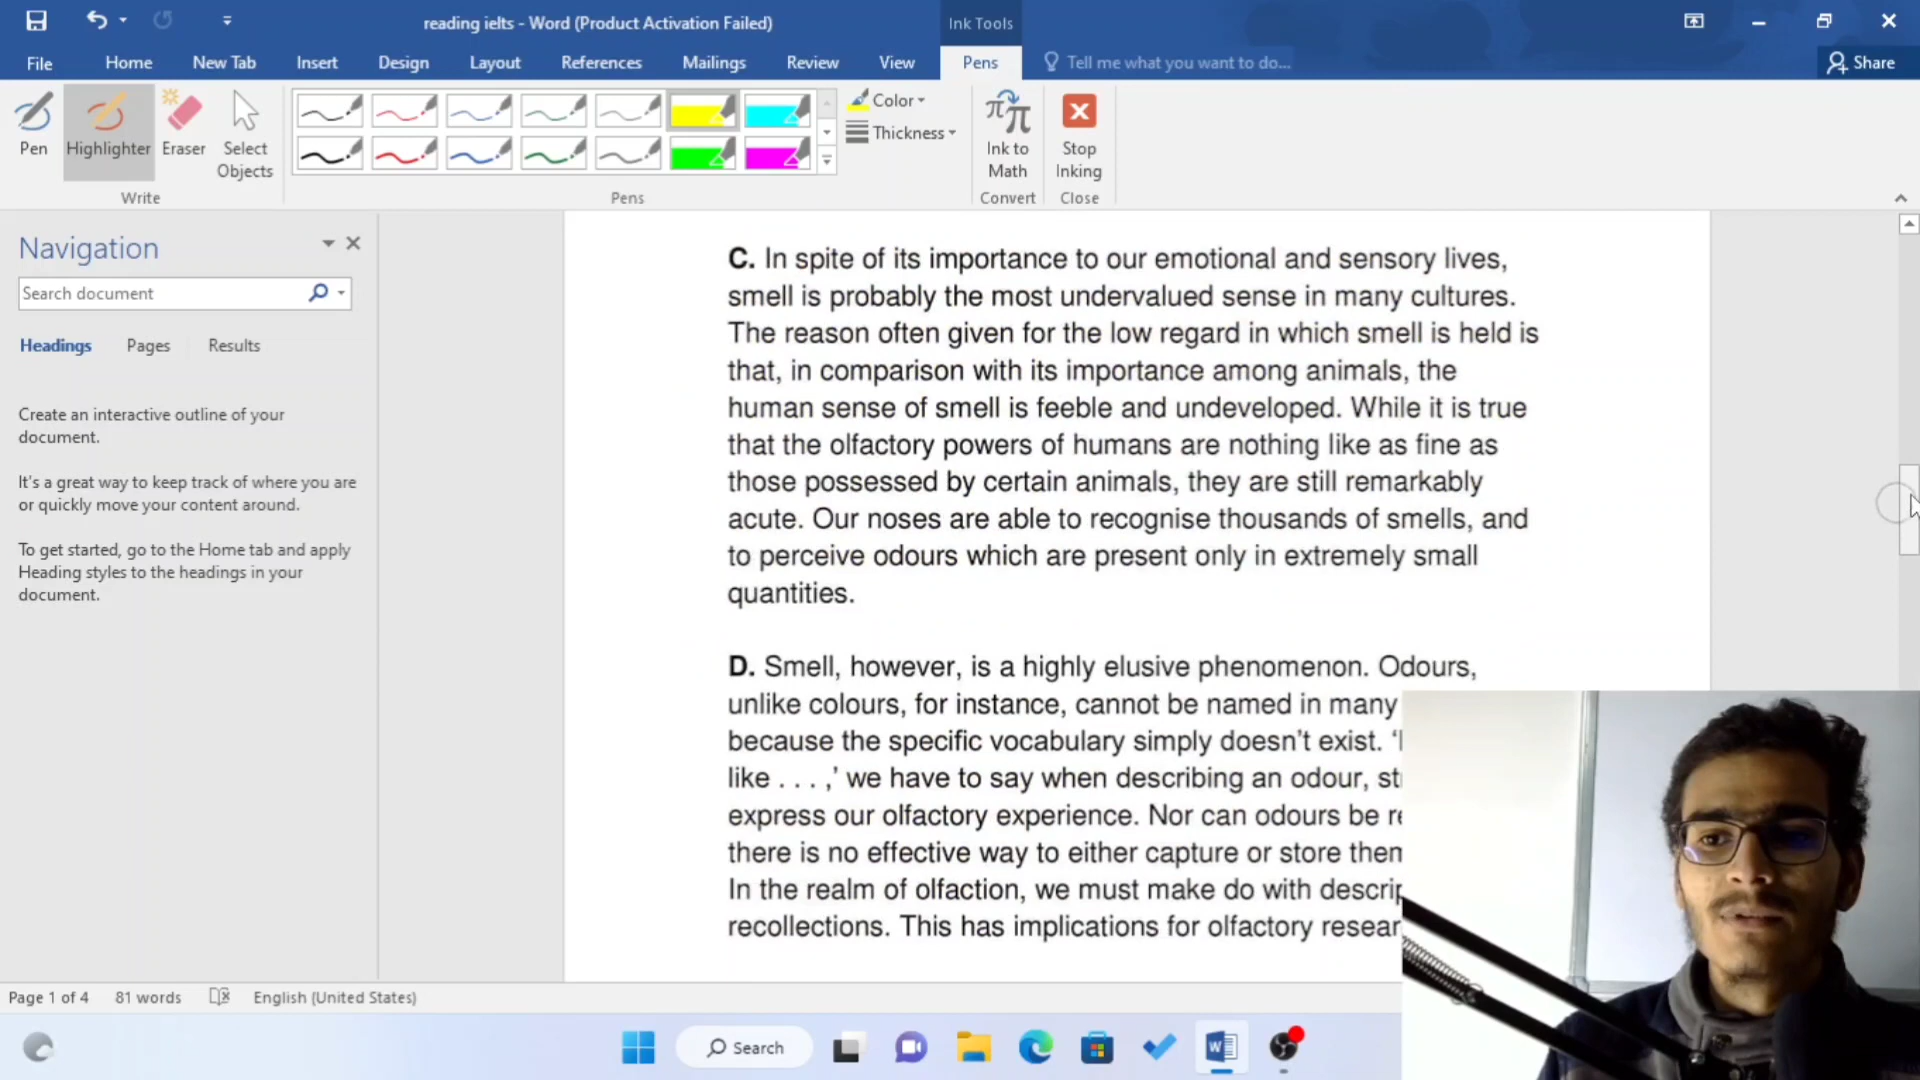 reading ielts - Word (Product Activation Failed)
Ink Tools
File
Home
New Tab
Insert
Design
Layout
References
Mailings
Review
View
Pens
Tell me what you want to do...
Share
Pen
Highlighter
Eraser
Select
Objects
Write
Pens
Color
Thickness
Ink to
Math
Convert
Stop
Inking
Close
Navigation
Search document
Headings
Pages
Results
Create an interactive outline of your
document.
It's a great way to keep track of where you are
or quickly move your content around.
To get started, go to the Home tab and apply
Heading styles to the headings in your
document.
C. In spite of its importance to our emotional and sensory lives,
smell is probably the most undervalued sense in many cultures.
The reason often given for the low regard in which smell is held is
that, in comparison with its importance among animals, the
human sense of smell is feeble and undeveloped. While it is true
that the olfactory powers of humans are nothing like as fine as
those possessed by certain animals, they are still remarkably
acute. Our noses are able to recognise thousands of smells, and
to perceive odours which are present only in extremely small
quantities.
D. Smell, however, is a highly elusive phenomenon. Odours,
unlike colours, for instance, cannot be named in many
because the specific vocabulary simply doesn't exist.
like . . . ,’ we have to say when describing an odour,
express our olfactory experience. Nor can odours be
there is no effective way to either capture or store
In the realm of olfaction, we must make do with
recollections. This has implications for olfactory
Page 1 of 4
81 words
English (United States)
Search